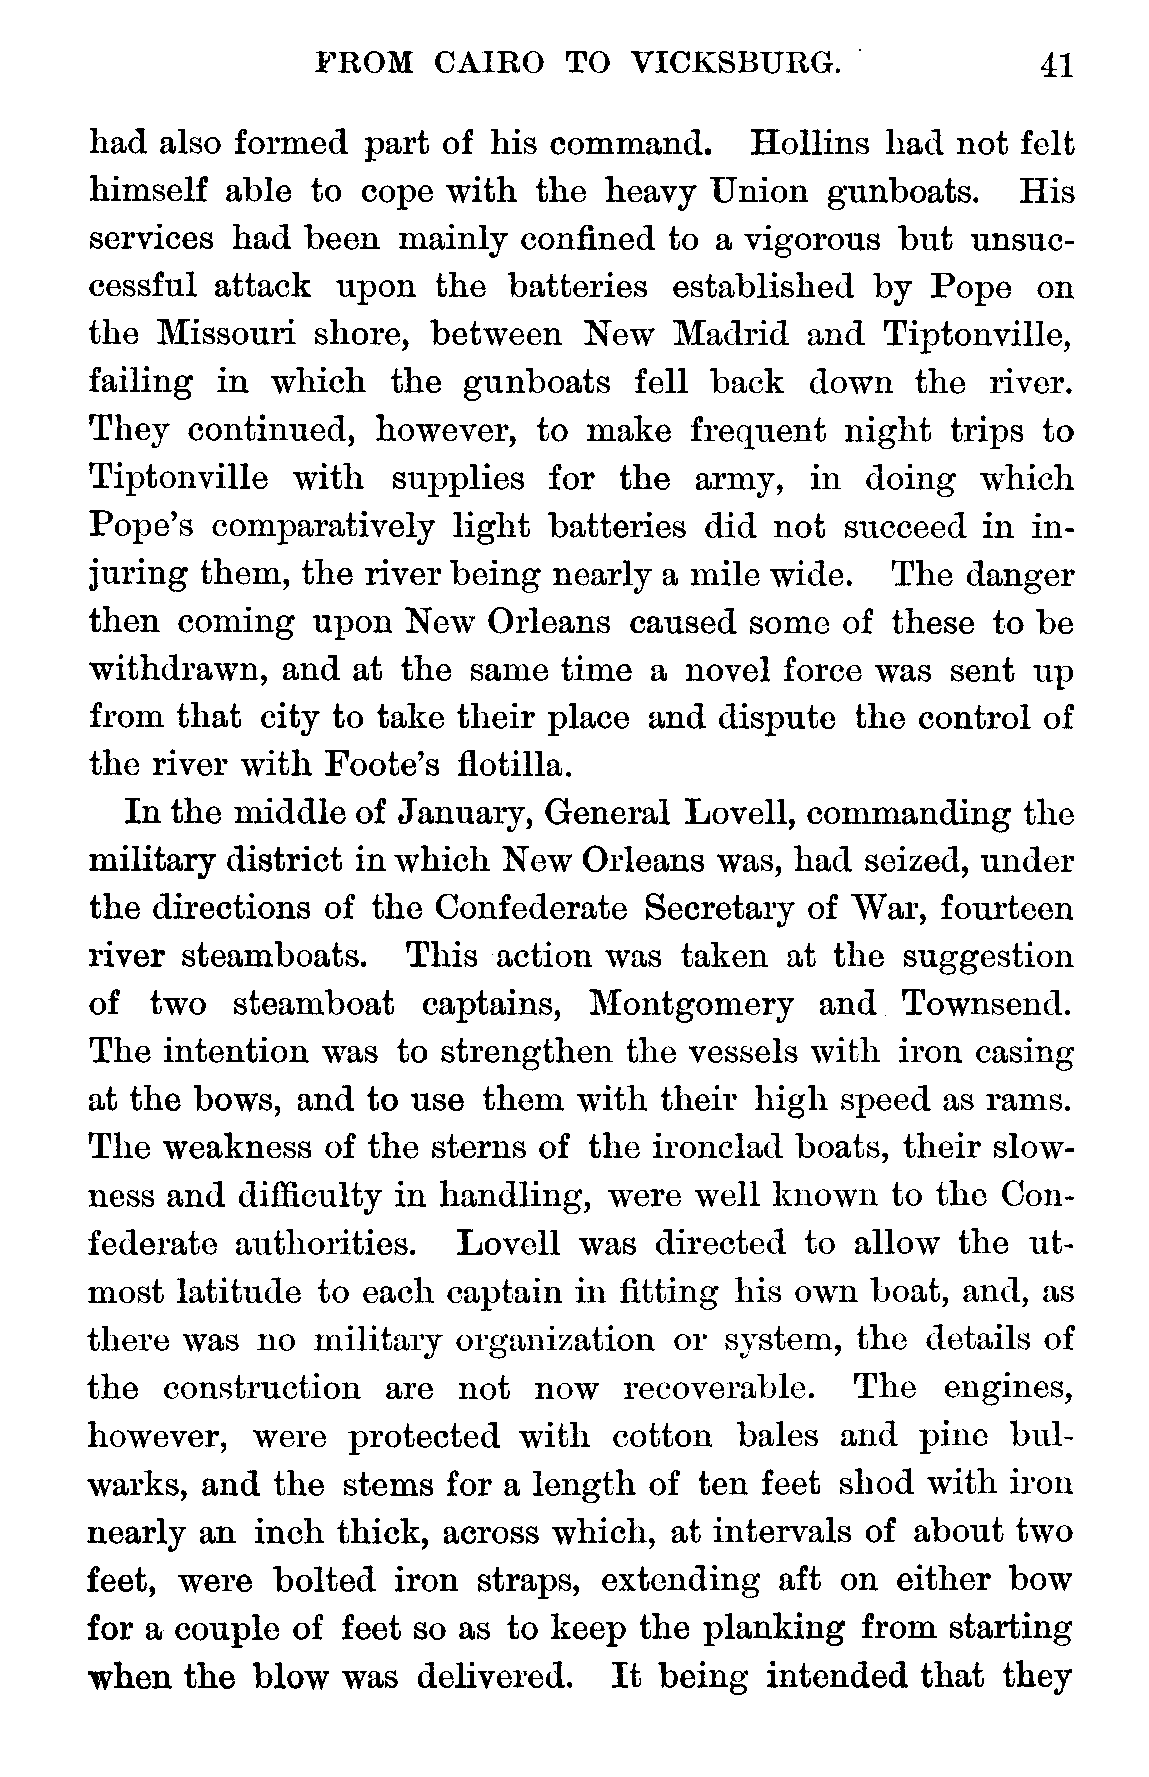 FROM CAIRO TO VICKSBURG. 41
had also formed part of his command. Hollins had not felt
himself able to cope with the heavy Union gunboats. His
services had been mainly confined to a vigorous but unsuc-
cessful attack upon the batteries established by Pope on
the Missouri shore, between New Madrid and Tiptonville,
failing in which the gunboats fell back down the river.
They continued, however, to make frequent night trips to
Tiptonville with supplies for the army, in doing which
Pope's comparatively light batteries did not succeed in in-
juring them, the river being nearly a mile wide. The danger
then coming upon New Orleans caused some of these to be
withdrawn, and at the same time a novel force was sent up
from that city to take their place and dispute the control of
the river with Foote's flotilla.
In the middle of January, General Lovell, commanding the
military district in which New Orleans was, had seized, under
the directions of the Confederate Secretary of War, fourteen
river steamboats. This action was taken at the suggestion
of two steamboat captains, Montgomery and Townsend.
The intention was to strengthen the vessels with iron casing
at the bows, and to use them with their high speed as rams.
The weakness of the sterns of the ironclad boats, their slow-
ness and difficulty in handling, were well known to the Con-
federate authorities. Lovell was directed to allow the ut-
most latitude to each captain in fitting his own boat, and, as
there was no military organization or system, the details of
the construction are not now recoverable. The engines,
however, were protected with cotton bales and pine bul-
warks, and the stems for a length of ten feet shod with iron
nearly an inch thick, across which, at intervals of about two
feet, were bolted iron straps, extending aft on either bow
for a couple of feet so as to keep the planking from starting
when the blow was delivered. It being intended that they